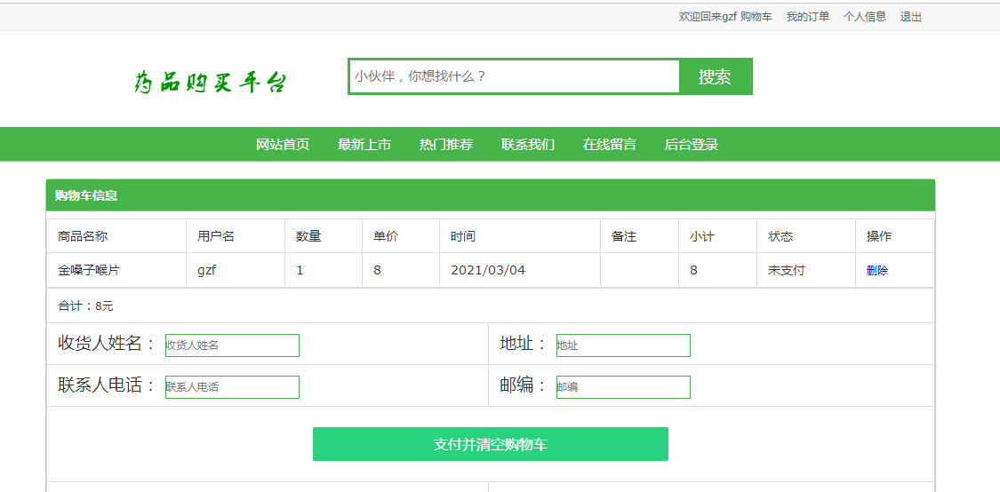 欢迎回来gzf 购物车 我的订单 个人信息 退出
药品购买平台
小伙伴，你想找什么？ 搜索
网站首页 最新上市 热门推荐 联系我们 在线留言 后台登录
购物车信息
商品名称 用户名 数量 单价 时间 备注 小计 状态 操作
金嗓子喉片 gzf 1 8 2021/03/04 8 未支付 删除
合计：8元
收货人姓名： 收货人姓名 地址： 地址
联系人电话： 联系人电话 邮编： 邮编
支付并清空购物车